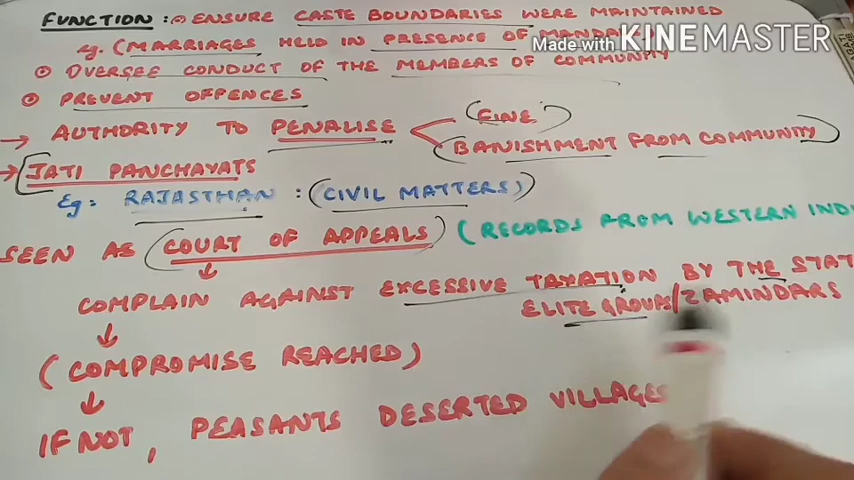 FUNCTION : ⊙ ENSURE CASTE BOUNDARIES WERE MAINTAINED
eg. (MARRIAGES HELD IN PRESENCE OF
Made with KINEMASTER
⊙ OVERSEE CONDUCT OF THE MEMBERS OF COMMUNITY
⊙ PREVENT OFFENCES
→ AUTHORITY TO PENALISE (FINE)
(BANISHMENT FROM COMMUNITY)
→ [JATI PANCHAYATS
Eg: RAJASTHAN : (CIVIL MATTERS)
SEEN AS (COURT OF APPEALS) (RECORDS FROM WESTERN IND
↓
COMPLAIN AGAINST EXCESSIVE TAXATION BY THE STAT
ELITE GROUPS/ZAMINDARS
↓
(COMPROMISE REACHED)
↓
IF NOT, PEASANTS DESERTED VILLAGES